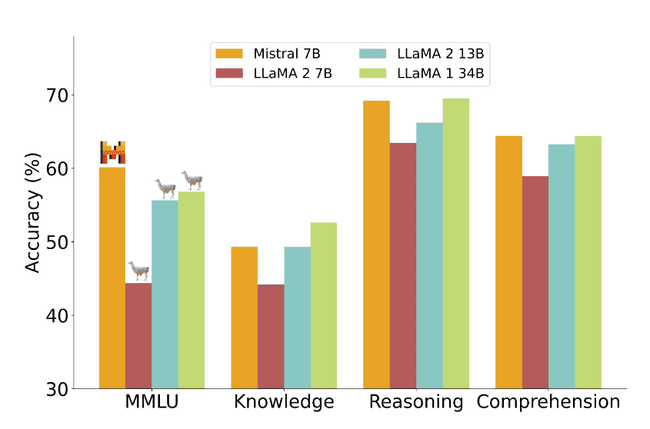 Mistral 7B
LLaMA 2 7B
LLaMA 2 13B
LLaMA 1 34B
Accuracy (%)
70
60
50
40
30
MMLU Knowledge Reasoning Comprehension